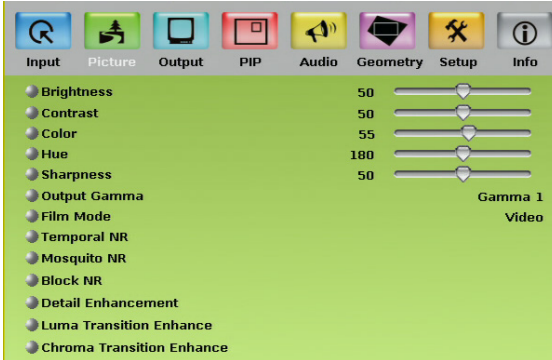 Input Picture Output PIP Audio Geometry Setup Info
Brightness 50
Contrast 50
Color 55
Hue 180
Sharpness 50
Output Gamma Gamma 1
Film Mode Video
Temporal NR
Mosquito NR
Block NR
Detail Enhancement
Luma Transition Enhance
Chroma Transition Enhance